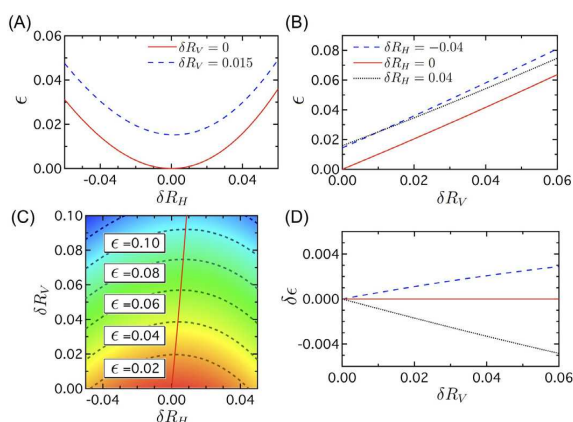 (A)
δR_V = 0
δR_V = 0.015
0.06
0.04
0.02
0.00
ϵ
-0.04 0.00 0.04
δR_H
(B)
δR_H = −0.04
δR_H = 0
δR_H = 0.04
0.08
0.06
0.04
0.02
0.00
ϵ
0.00 0.02 0.04 0.06
δR_V
(C)
0.10
0.08
0.06
0.04
0.02
0.00
δR_V
ϵ =0.10
ϵ =0.08
ϵ =0.06
ϵ =0.04
ϵ =0.02
-0.04 0.00 0.04
δR_H
(D)
0.004
0.000
-0.004
δϵ
0.00 0.02 0.04 0.06
δR_V